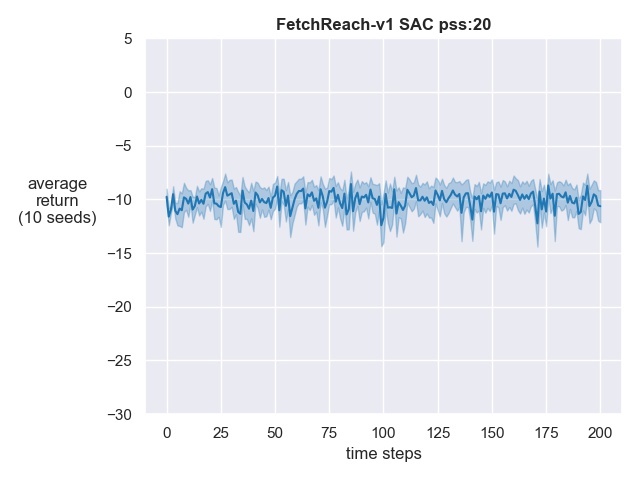 FetchReach-v1 SAC pss:20
5
0
−5
−10
−15
−20
−25
−30
average
return
(10 seeds)
0 25 50 75 100 125 150 175 200
time steps